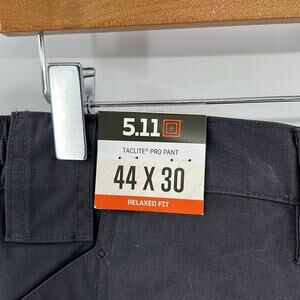 5.11
TACLITE® PRO PANT
44 X 30
RELAXED FIT